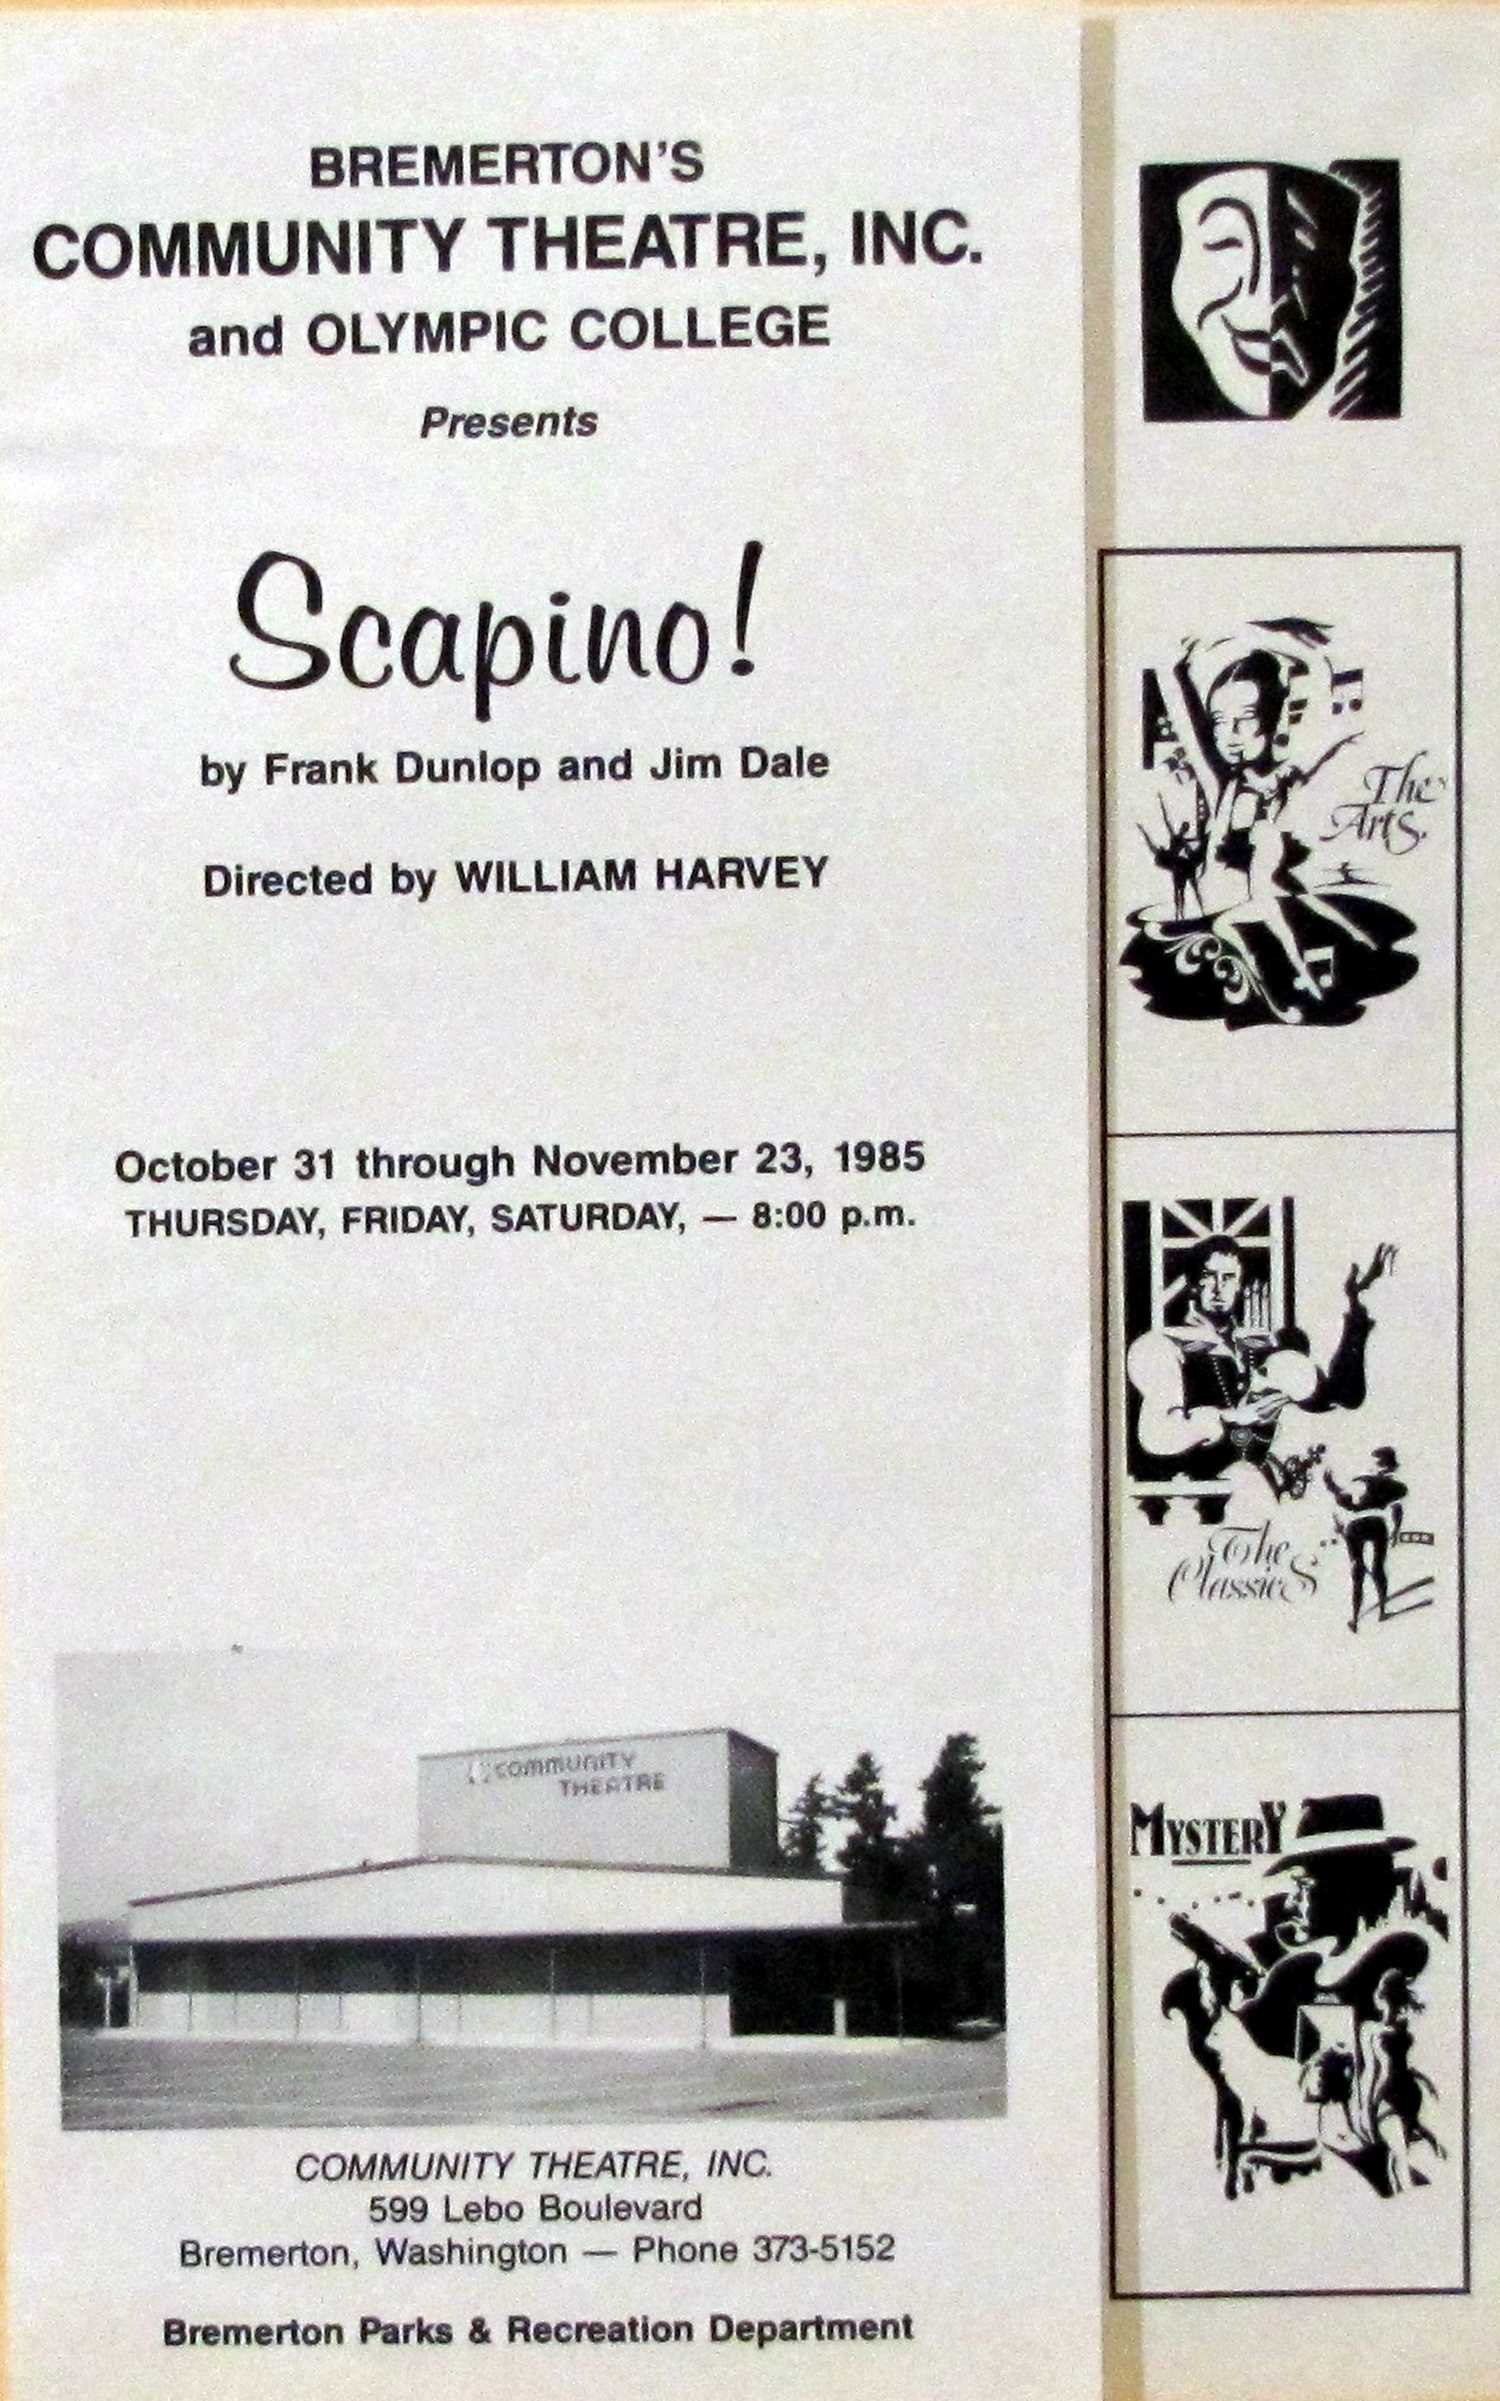 BREMERTON'S
COMMUNITY THEATRE, INC.
and OLYMPIC COLLEGE
Presents
Scapino!
by Frank Dunlop and Jim Dale
Directed by WILLIAM HARVEY
October 31 through November 23, 1985
THURSDAY, FRIDAY, SATURDAY, — 8:00 p.m.
COMMUNITY
THEATRE
COMMUNITY THEATRE, INC.
599 Lebo Boulevard
Bremerton, Washington — Phone 373-5152
Bremerton Parks & Recreation Department
The
Arts
The
Classics
MYSTERY